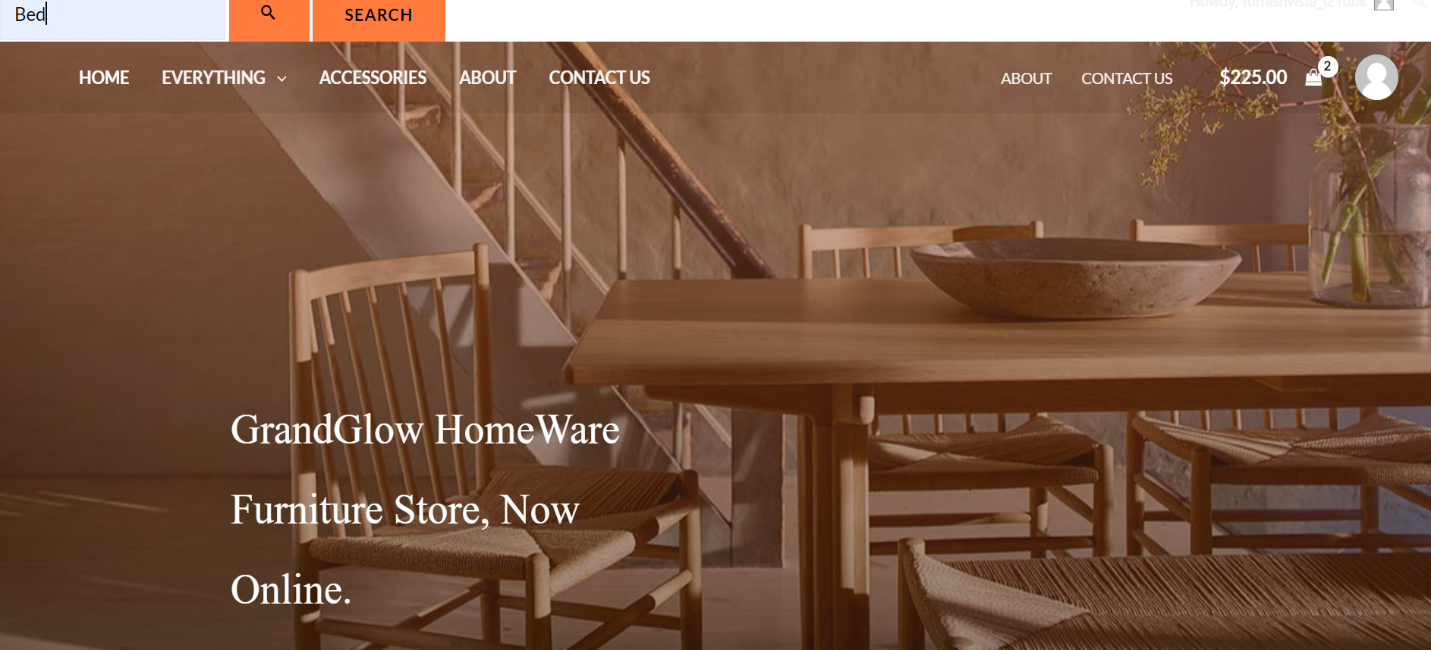 Howdy,
Bed
SEARCH
HOME EVERYTHING ACCESSORIES ABOUT CONTACT US ABOUT CONTACT US $225.00 2
GrandGlow HomeWare
Furniture Store, Now
Online.